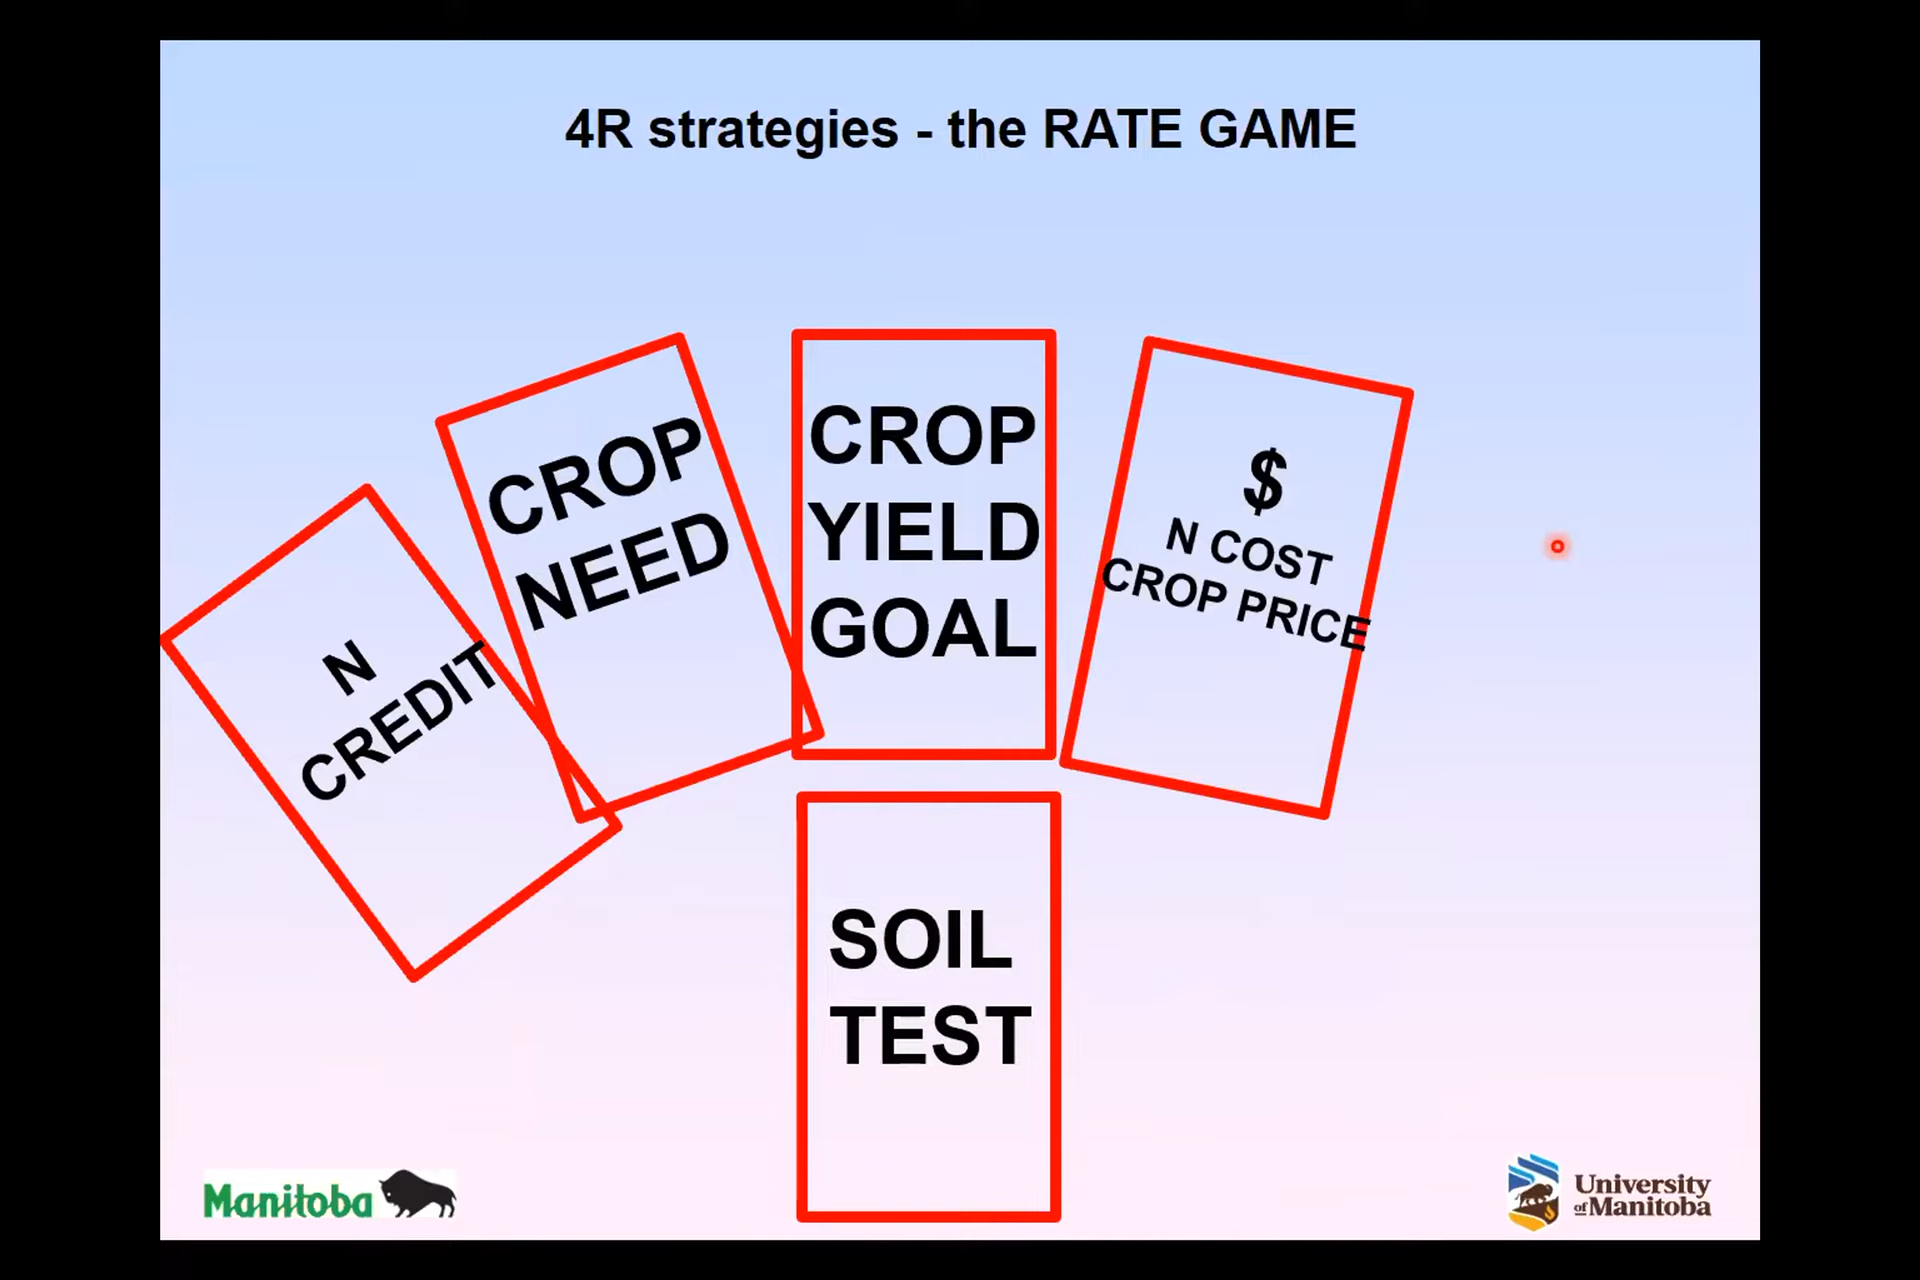 4R strategies - the RATE GAME
N
CREDIT
CROP
NEED
CROP
YIELD
GOAL
$
N COST
CROP PRICE
SOIL
TEST
Manitoba
University
of Manitoba